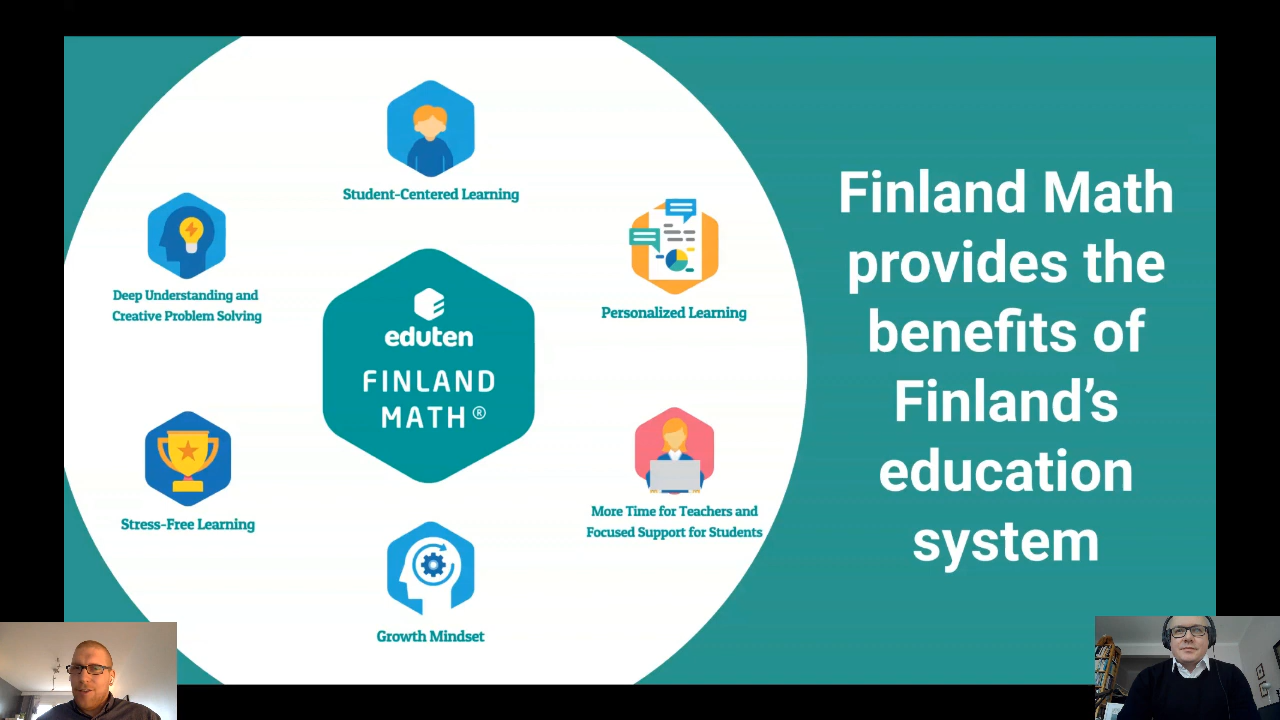 Student-Centered Learning
Deep Understanding and
Creative Problem Solving
Personalized Learning
eduten
FINLAND
MATH®
Stress-Free Learning
More Time for Teachers and
Focused Support for Students
Growth Mindset
Finland Math
provides the
benefits of
Finland’s
education
system